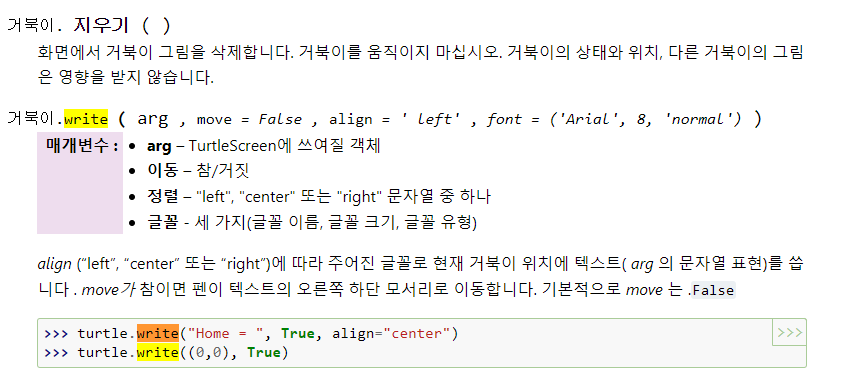 거북이. 지우기 ( )
화면에서 거북이 그림을 삭제합니다. 거북이를 움직이지 마십시오. 거북이의 상태와 위치, 다른 거북이의 그림
은 영향을 받지 않습니다.
거북이.write ( arg , move = False , align = ' left' , font = ('Arial', 8, 'normal') )
매개변수 : • arg – TurtleScreen에 쓰여질 객체
• 이동 – 참/거짓
• 정렬 – "left", "center" 또는 "right" 문자열 중 하나
• 글꼴 - 세 가지(글꼴 이름, 글꼴 크기, 글꼴 유형)
align (“left”, “center” 또는 “right”)에 따라 주어진 글꼴로 현재 거북이 위치에 텍스트( arg 의 문자열 표현)를 씁
니다 . move가 참이면 펜이 텍스트의 오른쪽 하단 모서리로 이동합니다. 기본적으로 move 는 .False
>>> turtle.write("Home = ", True, align="center") >>>
>>> turtle.write((0,0), True)